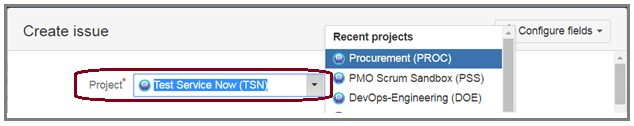 Create issue
Configure fields
Recent projects
Procurement (PROC)
PMO Scrum Sandbox (PSS)
DevOps-Engineering (DOE)
Project* Test Service Now (TSN)